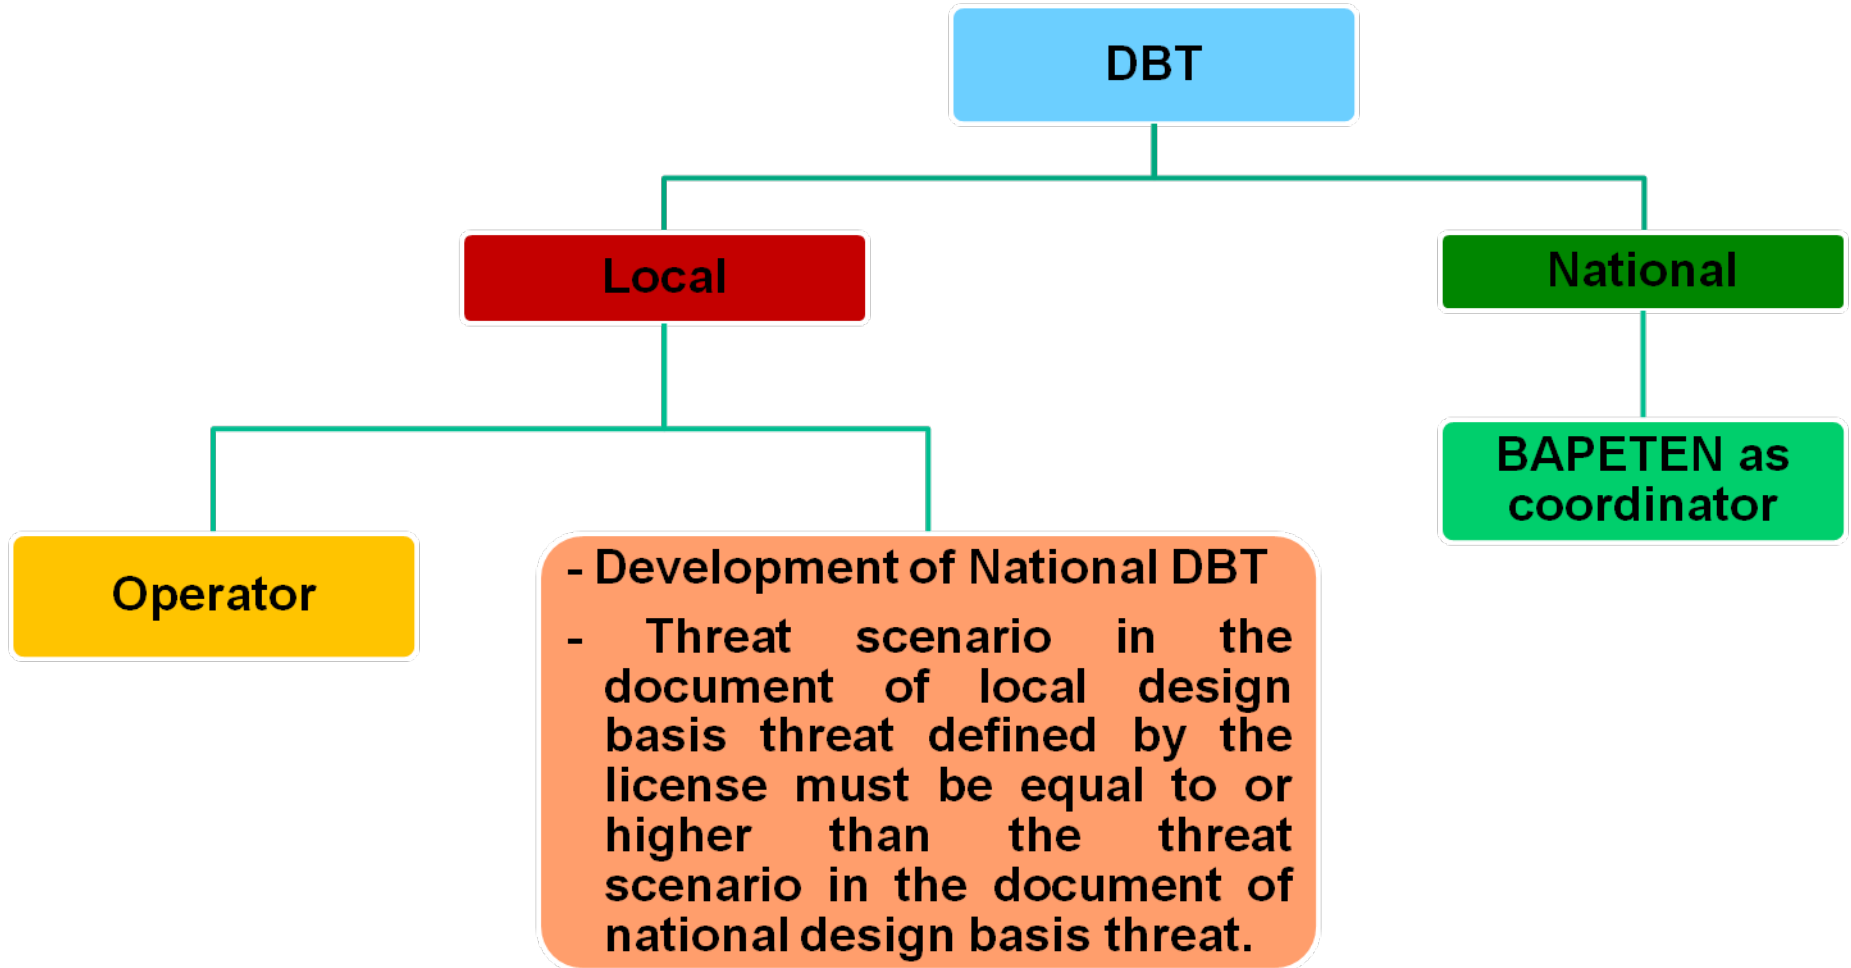 DBT
Local
National
BAPETEN as
coordinator
Operator
- Development of National DBT
- Threat scenario in the
document of local design
basis threat defined by the
license must be equal to or
higher than the threat
scenario in the document of
national design basis threat.